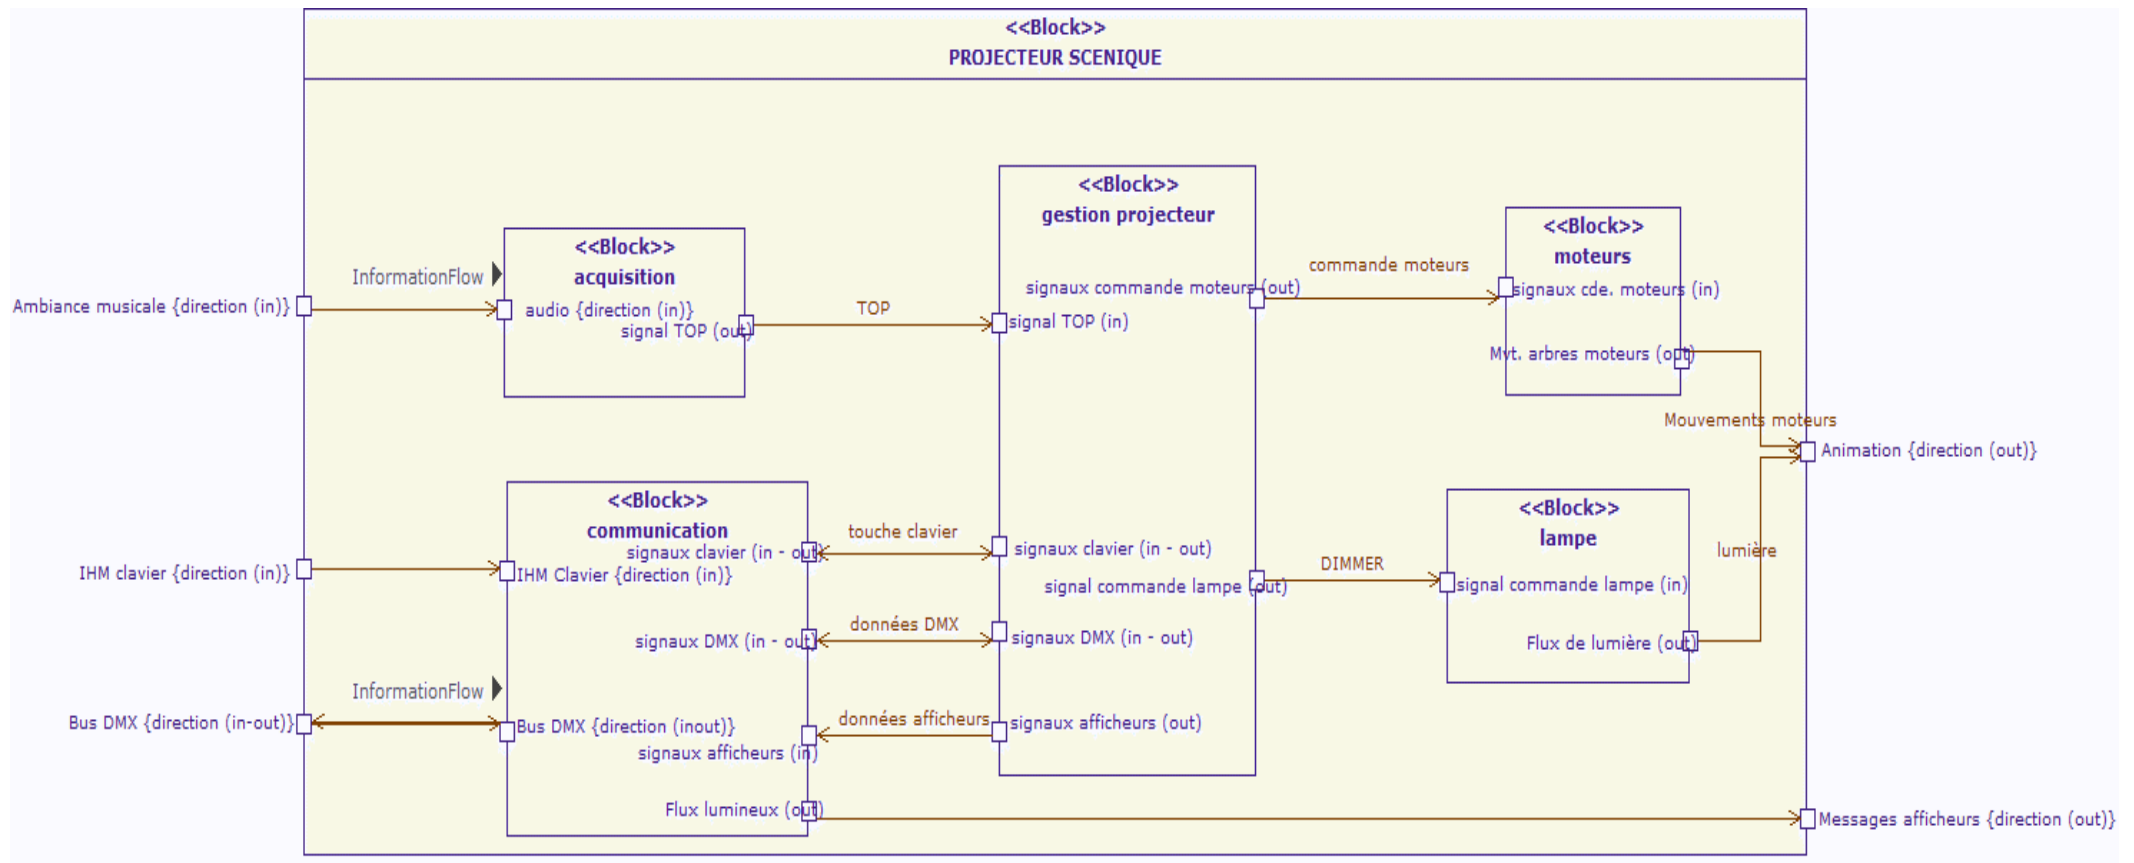 <<Block>>
PROJECTEUR SCENIQUE
<<Block>>
gestion projecteur
<<Block>>
moteurs
<<Block>>
acquisition
InformationFlow
Ambiance musicale {direction (in)}
audio {direction (in)}
signal TOP (out)
TOP
signal TOP (in)
signaux commande moteurs (out)
commande moteurs
signaux cde. moteurs (in)
Mvt. arbres moteurs (out)
Mouvements moteurs
Animation {direction (out)}
<<Block>>
communication
signaux clavier (in - out)
touche clavier
signaux clavier (in - out)
IHM clavier {direction (in)}
IHM Clavier {direction (in)}
signal commande lampe (out)
DIMMER
<<Block>>
lampe
lumière
signal commande lampe (in)
Flux de lumière (out)
signaux DMX (in - out)
données DMX
signaux DMX (in - out)
InformationFlow
Bus DMX {direction (in-out)}
Bus DMX {direction (inout)}
données afficheurs
signaux afficheurs (out)
signaux afficheurs (in)
Flux lumineux (out)
Messages afficheurs {direction (out)}